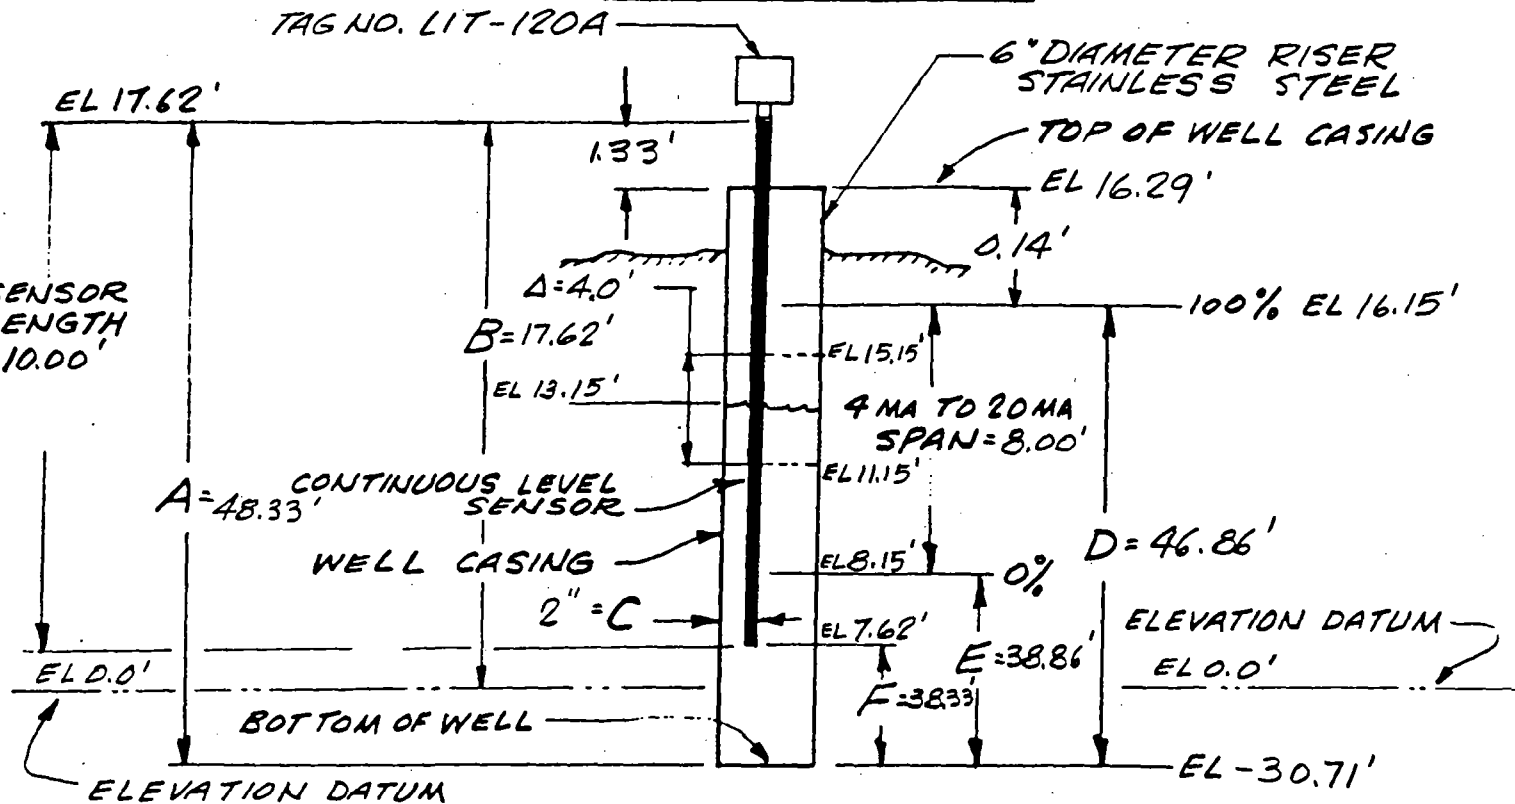 TAG NO. LIT-120A
6" DIAMETER RISER
STAINLESS STEEL
EL 17.62'
1.33'
TOP OF WELL CASING
EL 16.29'
0.14'
SENSOR
LENGTH
10.00'
Δ=4.0'
B=17.62'
100% EL 16.15'
EL 15.15'
EL 13.15'
4 MA TO 20 MA
SPAN=8.00'
EL 11.15'
CONTINUOUS LEVEL
SENSOR
A=48.33'
D=46.86'
WELL CASING
EL 8.15'
0%
2"=C
EL 7.62'
E=38.86'
ELEVATION DATUM
EL 0.0'
EL 0.0'
F=38.33'
BOTTOM OF WELL
EL -30.71'
ELEVATION DATUM